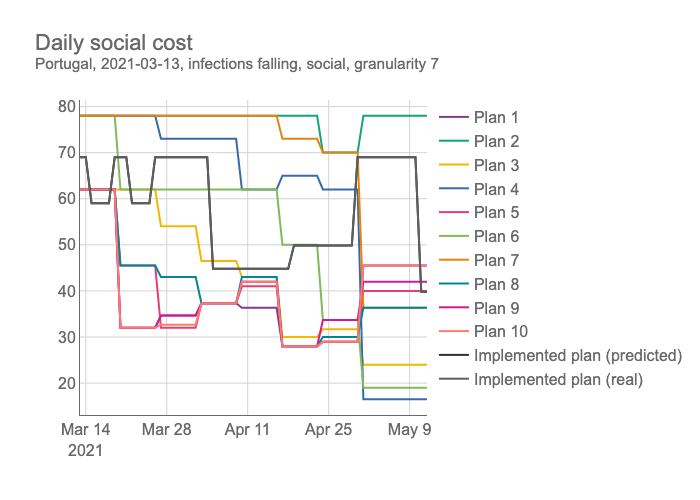 Daily social cost
Portugal, 2021-03-13, infections falling, social, granularity 7
80
70
60
50
40
30
20
Mar 14
2021
Mar 28
Apr 11
Apr 25
May 9
Plan 1
Plan 2
Plan 3
Plan 4
Plan 5
Plan 6
Plan 7
Plan 8
Plan 9
Plan 10
Implemented plan (predicted)
Implemented plan (real)